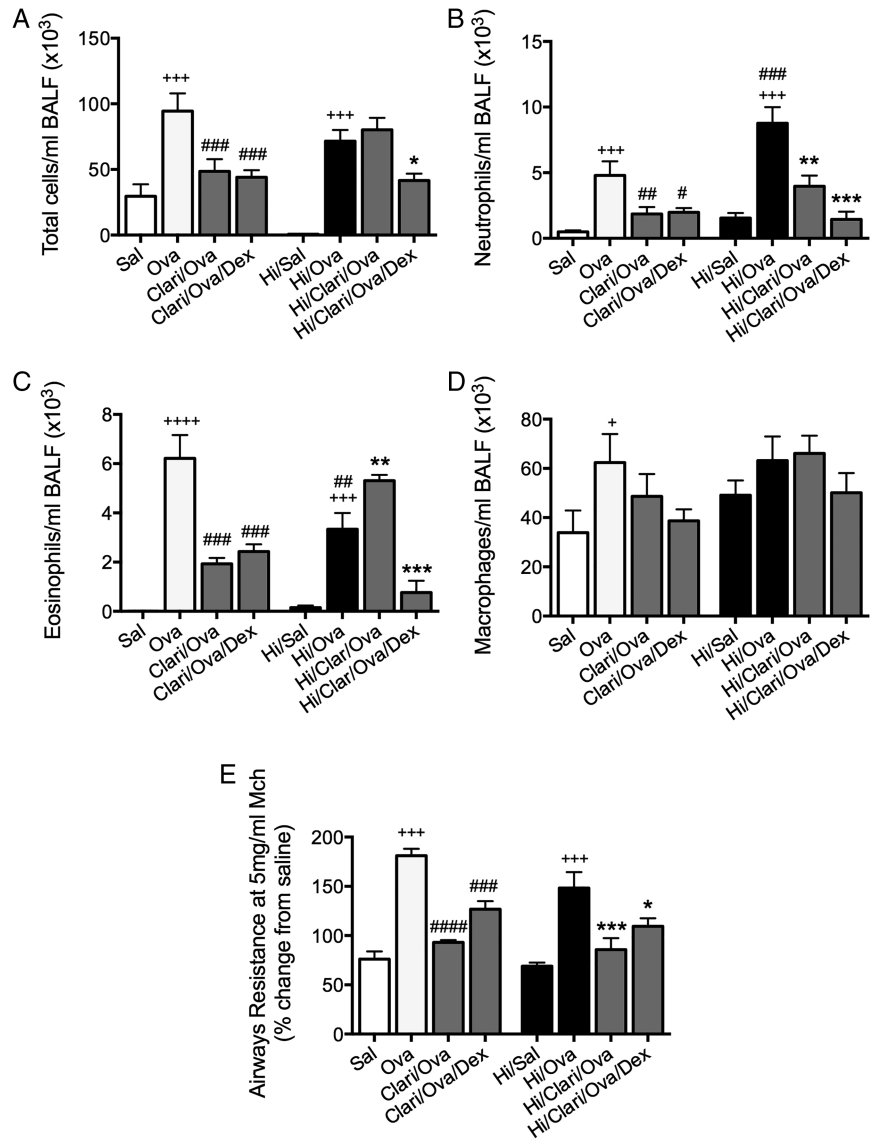 A
Total cells/ml BALF (x10³)
150
100
50
0
+++
###
###
+++
*
Sal
Ova
Clari/Ova
Clari/Ova/Dex
Hi/Sal
Hi/Ova
Hi/Clari/Ova
Hi/Clari/Ova/Dex
B
Neutrophils/ml BALF (x10³)
15
10
5
0
+++
##
#
###
+++
**
***
Sal
Ova
Clari/Ova
Clari/Ova/Dex
Hi/Sal
Hi/Ova
Hi/Clari/Ova
Hi/Clari/Ova/Dex
C
Eosinophils/ml BALF (x10³)
8
6
4
2
0
++++
###
###
##
+++
**
***
Sal
Ova
Clari/Ova
Clari/Ova/Dex
Hi/Sal
Hi/Ova
Hi/Clar/Ova
Hi/Clar/Ova/Dex
D
Macrophages/ml BALF (x10³)
80
60
40
20
0
+
Sal
Ova
Clari/Ova
Clari/Ova/Dex
Hi/Sal
Hi/Ova
Hi/Clari/Ova
Hi/Clari/Ova/Dex
E
Airways Resistance at 5mg/ml Mch
(% change from saline)
200
150
100
50
0
+++
####
###
+++
***
*
Sal
Ova
Clari/Ova
Clari/Ova/Dex
Hi/Sal
Hi/Ova
Hi/Clari/Ova
Hi/Clari/Ova/Dex